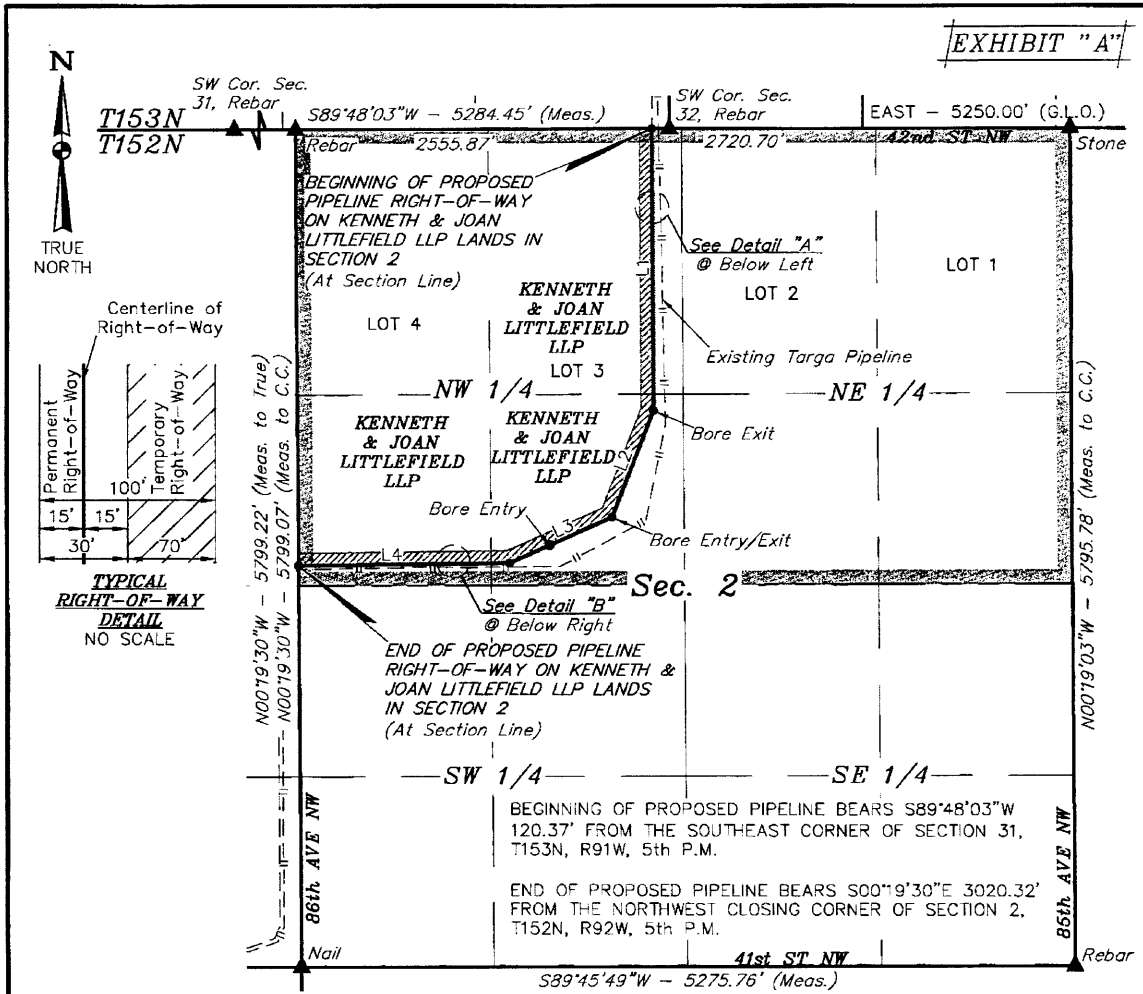 EXHIBIT "A"
N
TRUE
NORTH
SW Cor. Sec.
31, Rebar
T153N
T152N
S89°48'03"W - 5284.45' (Meas.)
SW Cor. Sec.
32, Rebar
EAST - 5250.00' (G.L.O.)
Rebar
2555.87'
2720.70'
42nd ST NW
Stone
BEGINNING OF PROPOSED
PIPELINE RIGHT-OF-WAY
ON KENNETH & JOAN
LITTLEFIELD LLP LANDS IN
SECTION 2
(At Section Line)
L1
See Detail "A"
@ Below Left
LOT 1
LOT 2
KENNETH
& JOAN
LITTLEFIELD
LLP
LOT 4
LOT 3
Existing Targa Pipeline
Centerline of
Right-of-Way
Permanent
Right-of-Way
Temporary
Right-of-Way
100'
15'
15'
30'
70'
TYPICAL
RIGHT-OF-WAY
DETAIL
NO SCALE
NW 1/4
NE 1/4
KENNETH
& JOAN
LITTLEFIELD
LLP
KENNETH
& JOAN
LITTLEFIELD
LLP
Bore Exit
L2
Bore Entry
L3
Bore Entry/Exit
L4
Sec. 2
See Detail "B"
@ Below Right
END OF PROPOSED PIPELINE
RIGHT-OF-WAY ON KENNETH &
JOAN LITTLEFIELD LLP LANDS
IN SECTION 2
(At Section Line)
N00°19'30"W - 5799.22' (Meas. to True)
N00°19'30"W - 5799.07' (Meas. to C.C.)
N00°19'03"W - 5795.78' (Meas. to C.C.)
SW 1/4
SE 1/4
BEGINNING OF PROPOSED PIPELINE BEARS S89°48'03"W
120.37' FROM THE SOUTHEAST CORNER OF SECTION 31,
T153N, R91W, 5th P.M.
END OF PROPOSED PIPELINE BEARS S00°19'30"E 3020.32'
FROM THE NORTHWEST CLOSING CORNER OF SECTION 2,
T152N, R92W, 5th P.M.
86th AVE NW
85th AVE NW
Nail
41st ST NW
Rebar
S89°45'49"W - 5275.76' (Meas.)